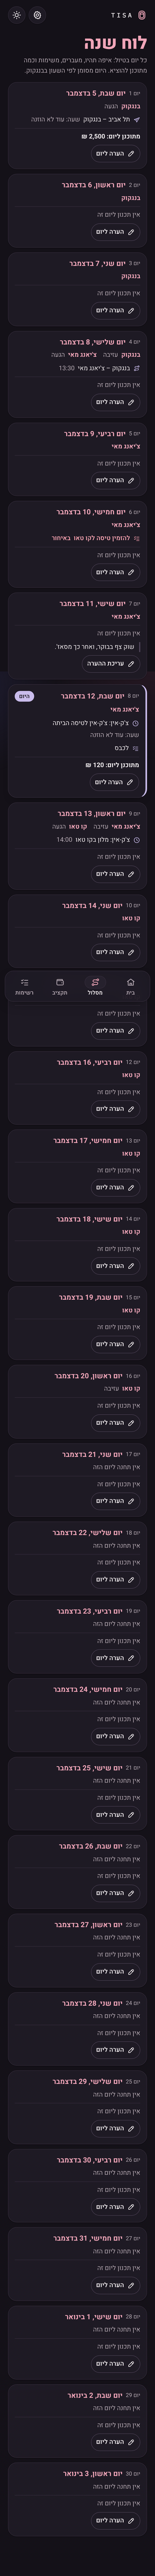 TISA
לוח שנה
כל יום בטיול: איפה תהיו, מעברים, משימות וכמה
מתוכנן להוציא. היום מסומן לפי השעון בבנגקוק.
יום 1 יום שבת, 5 בדצמבר
בנגקוק הגעה
תל אביב – בנגקוק שעה: עוד לא הוזנה
מתוכנן ליום: 2,500 ₪
הערה ליום
יום 2 יום ראשון, 6 בדצמבר
בנגקוק
אין תכנון ליום זה
הערה ליום
יום 3 יום שני, 7 בדצמבר
בנגקוק
אין תכנון ליום זה
הערה ליום
יום 4 יום שלישי, 8 בדצמבר
בנגקוק עזיבה צ׳יאנג מאי הגעה
בנגקוק – צ׳יאנג מאי 13:30
אין תכנון ליום זה
הערה ליום
יום 5 יום רביעי, 9 בדצמבר
צ׳יאנג מאי
אין תכנון ליום זה
הערה ליום
יום 6 יום חמישי, 10 בדצמבר
צ׳יאנג מאי
להזמין טיסה לקו טאו באיחור
אין תכנון ליום זה
הערה ליום
יום 7 יום שישי, 11 בדצמבר
צ׳יאנג מאי
אין תכנון ליום זה
שוק צף בבוקר, ואחר כך מסאז׳.
עריכת ההערה
יום 8 יום שבת, 12 בדצמבר היום
צ׳יאנג מאי
צ׳ק-אין: צ׳ק-אין לטיסה הביתה
שעה: עוד לא הוזנה
לכבס
מתוכנן ליום: 120 ₪
הערה ליום
יום 9 יום ראשון, 13 בדצמבר
צ׳יאנג מאי עזיבה קו טאו הגעה
צ׳ק-אין: מלון בקו טאו 14:00
אין תכנון ליום זה
הערה ליום
יום 10 יום שני, 14 בדצמבר
קו טאו
אין תכנון ליום זה
הערה ליום
בית מסלול תקציב רשימות
אין תכנון ליום זה
הערה ליום
יום 12 יום רביעי, 16 בדצמבר
קו טאו
אין תכנון ליום זה
הערה ליום
יום 13 יום חמישי, 17 בדצמבר
קו טאו
אין תכנון ליום זה
הערה ליום
יום 14 יום שישי, 18 בדצמבר
קו טאו
אין תכנון ליום זה
הערה ליום
יום 15 יום שבת, 19 בדצמבר
קו טאו
אין תכנון ליום זה
הערה ליום
יום 16 יום ראשון, 20 בדצמבר
קו טאו עזיבה
אין תכנון ליום זה
הערה ליום
יום 17 יום שני, 21 בדצמבר
אין תחנה ליום הזה
אין תכנון ליום זה
הערה ליום
יום 18 יום שלישי, 22 בדצמבר
אין תחנה ליום הזה
אין תכנון ליום זה
הערה ליום
יום 19 יום רביעי, 23 בדצמבר
אין תחנה ליום הזה
אין תכנון ליום זה
הערה ליום
יום 20 יום חמישי, 24 בדצמבר
אין תחנה ליום הזה
אין תכנון ליום זה
הערה ליום
יום 21 יום שישי, 25 בדצמבר
אין תחנה ליום הזה
אין תכנון ליום זה
הערה ליום
יום 22 יום שבת, 26 בדצמבר
אין תחנה ליום הזה
אין תכנון ליום זה
הערה ליום
יום 23 יום ראשון, 27 בדצמבר
אין תחנה ליום הזה
אין תכנון ליום זה
הערה ליום
יום 24 יום שני, 28 בדצמבר
אין תחנה ליום הזה
אין תכנון ליום זה
הערה ליום
יום 25 יום שלישי, 29 בדצמבר
אין תחנה ליום הזה
אין תכנון ליום זה
הערה ליום
יום 26 יום רביעי, 30 בדצמבר
אין תחנה ליום הזה
אין תכנון ליום זה
הערה ליום
יום 27 יום חמישי, 31 בדצמבר
אין תחנה ליום הזה
אין תכנון ליום זה
הערה ליום
יום 28 יום שישי, 1 בינואר
אין תחנה ליום הזה
אין תכנון ליום זה
הערה ליום
יום 29 יום שבת, 2 בינואר
אין תחנה ליום הזה
אין תכנון ליום זה
הערה ליום
יום 30 יום ראשון, 3 בינואר
אין תחנה ליום הזה
אין תכנון ליום זה
הערה ליום